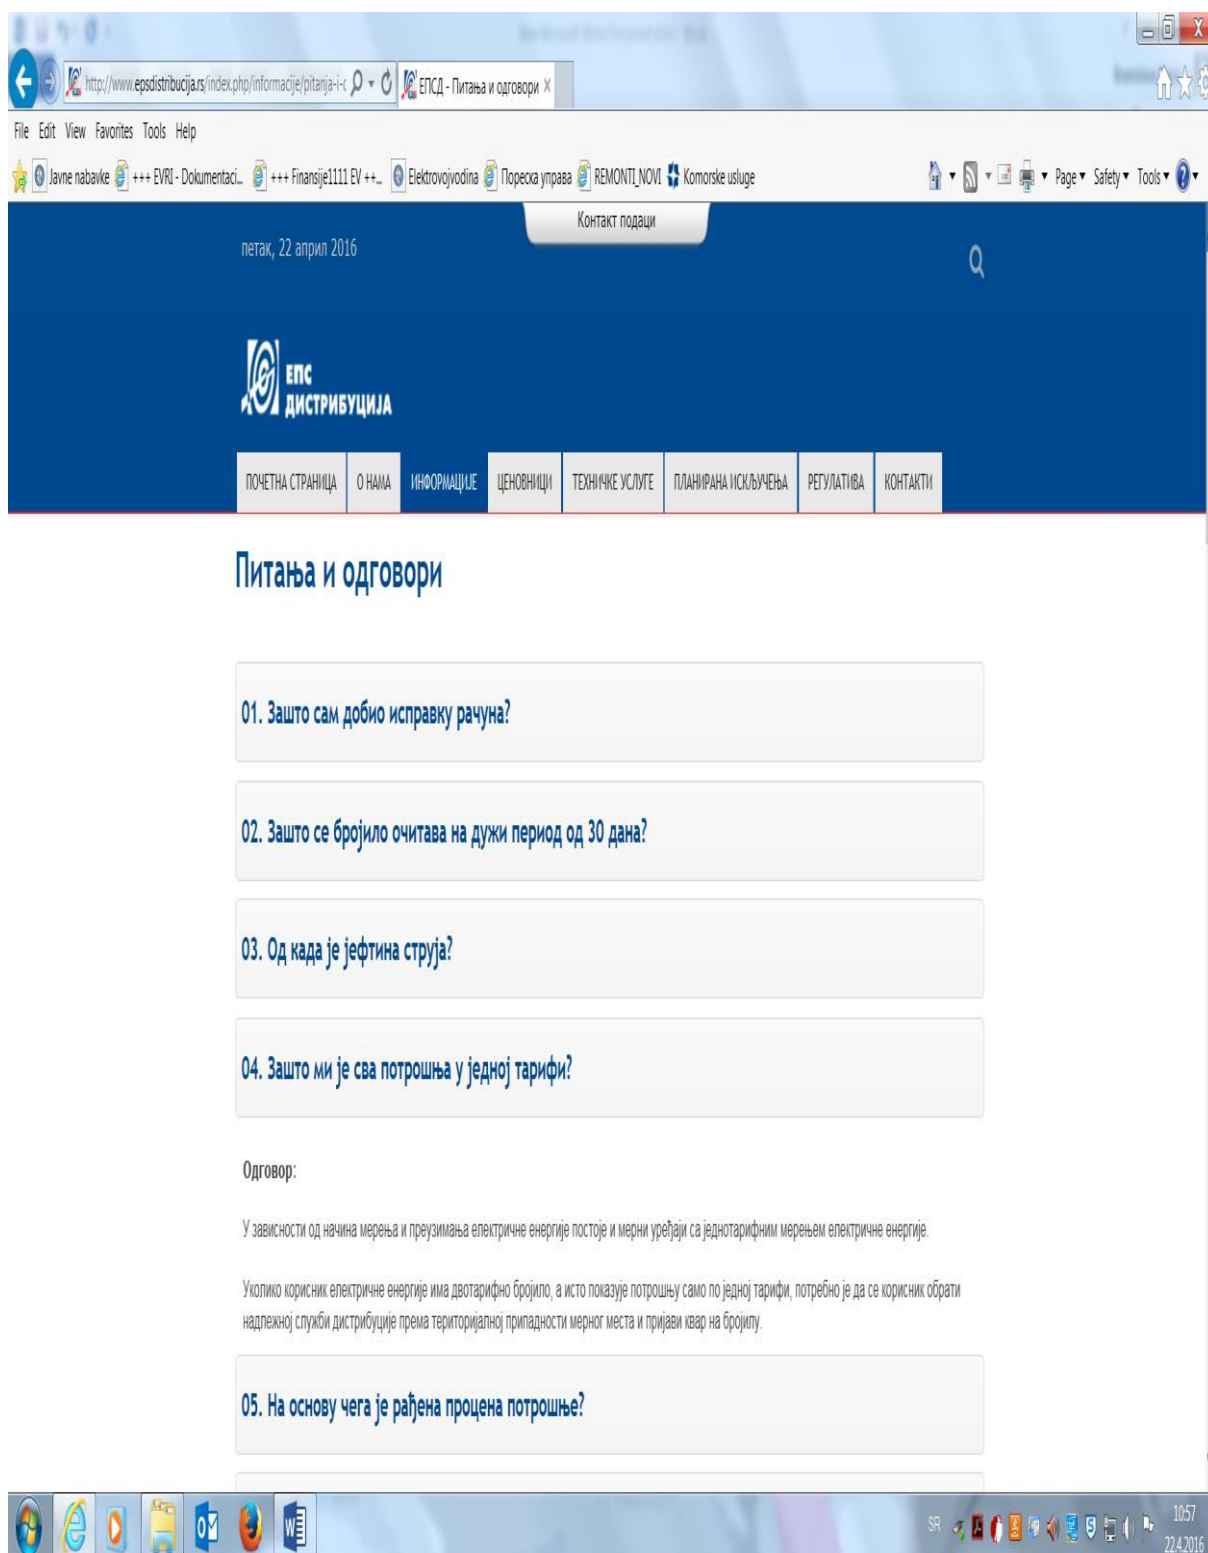 http://www.epsdistribucija.rs/index.php/informacije/pitanja-i-c
ЕПСД - Питања и одговори
File Edit View Favorites Tools Help
Javne nabavke +++ EVRI - Dokumentaci... +++ Finansije1111 EV ++... Elektrovojvodina Пореска управа REMONTI_NOVI Komorske usluge Page Safety Tools
Контакт подаци
петак, 22 април 2016
ЕПС
ДИСТРИБУЦИЈА
ПОЧЕТНА СТРАНИЦА О НАМА ИНФОРМАЦИЈЕ ЦЕНОВНИЦИ ТЕХНИЧКЕ УСЛУГЕ ПЛАНИРАНА ИСКЉУЧЕЊА РЕГУЛАТИВА КОНТАКТИ
Питања и одговори
01. Зашто сам добио исправку рачуна?
02. Зашто се бројило очитава на дужи период од 30 дана?
03. Од када је јефтина струја?
04. Зашто ми је сва потрошња у једној тарифи?
Одговор:
У зависности од начина мерења и преузимања електричне енергије постоје и мерни уређаји са једнотарифним мерењем електричне енергије.
Уколико корисник електричне енергије има двотарифно бројило, а исто показује потрошњу само по једној тарифи, потребно је да се корисник обрати
надлежној служби дистрибуције према територијалној припадности мерног места и пријави квар на бројилу.
05. На основу чега је рађена процена потрошње?
SR
10:57
22.4.2016